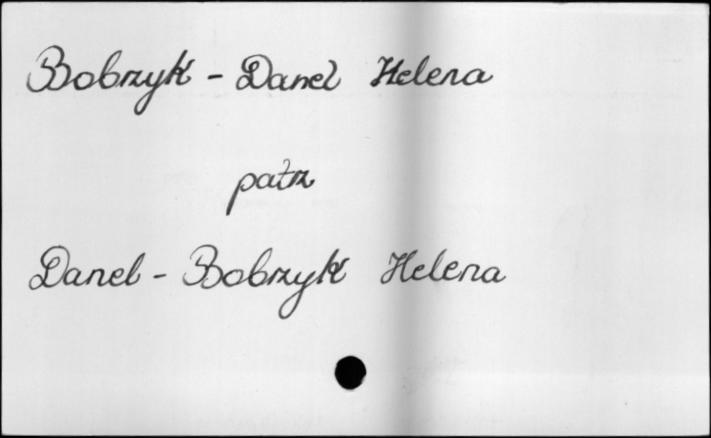 Bobrzyk - Danel Helena
patrz
Danel - Bobrzyk Helena